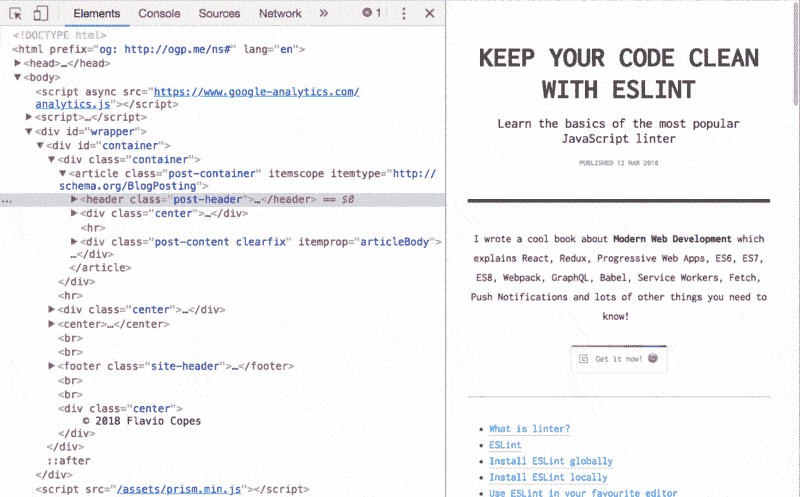 Elements Console Sources Network » 1
<!DOCTYPE html>
<html prefix="og: http://ogp.me/ns#" lang="en">
<head>…</head>
<body>
<script async src="https://www.google-analytics.com/
analytics.js"></script>
<script>…</script>
<div id="wrapper">
<div id="container">
<div class="container">
<article class="post-container" itemscope itemtype="http://
schema.org/BlogPosting">
… <header class="post-header">…</header> == $0
<div class="center">…</div>
<hr>
<div class="post-content clearfix" itemprop="articleBody">
…</div>
</article>
</div>
<hr>
<div class="center">…</div>
<center>…</center>
<br>
<br>
<footer class="site-header">…</footer>
<br>
<br>
<div class="center">
© 2018 Flavio Copes
</div>
</div>
::after
</div>
<script src="/assets/prism.min.js"></script>
KEEP YOUR CODE CLEAN
WITH ESLINT
Learn the basics of the most popular
JavaScript linter
PUBLISHED 12 MAR 2018
I wrote a cool book about Modern Web Development which
explains React, Redux, Progressive Web Apps, ES6, ES7,
ES8, Webpack, GraphQL, Babel, Service Workers, Fetch,
Push Notifications and lots of other things you need to
know!
Get it now!
What is linter?
ESLint
Install ESLint globally
Install ESLint locally
Use ESLint in your favourite editor